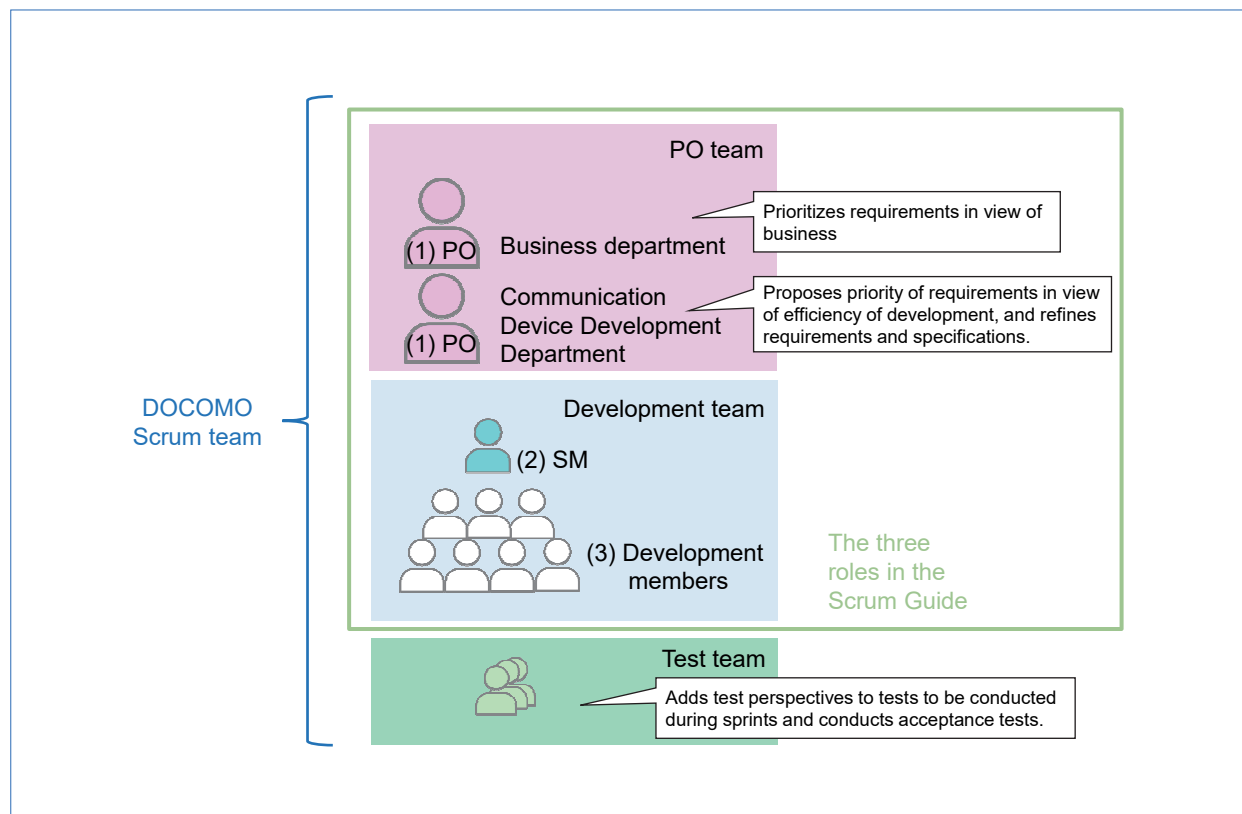 PO team
(1) PO
Business department
Prioritizes requirements in view of
business
(1) PO
Communication
Device Development
Department
Proposes priority of requirements in view
of efficiency of development, and refines
requirements and specifications.
DOCOMO
Scrum team
Development team
(2) SM
(3) Development
members
The three
roles in the
Scrum Guide
Test team
Adds test perspectives to tests to be conducted
during sprints and conducts acceptance tests.